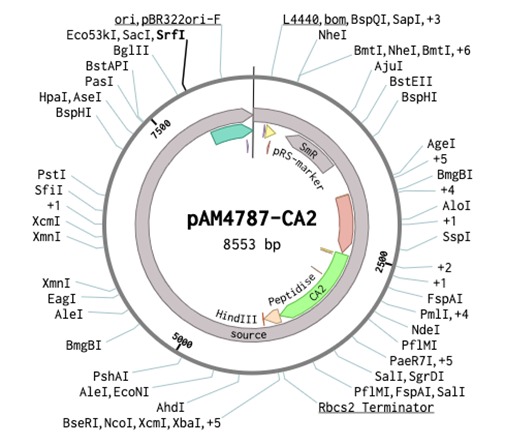 ori,pBR322ori-F
Eco53kI,SacI,SrfI
BglII
BstAPI
PasI
HpaI,AseI
BspHI
L4440,bom,BspQI,SapI,+3
NheI
BmtI,NheI,BmtI,+6
AjuI
BstEII
BspHI
7500
SmR
pRS-marker
AgeI
+5
BmgBI
+4
AloI
+1
SspI
PstI
SfiI
+1
XcmI
XmnI
pAM4787-CA2
8553 bp
2500
+2
+1
FspAI
PmlI,+4
NdeI
PflMI
PaeR7I,+5
SalI,SgrDI
PflMI,FspAI,SalI
Rbcs2 Terminator
XmnI
EagI
AleI
BmgBI
Peptidise
CA2
HindIII
source
5000
PshAI
AleI,EcoNI
AhdI
BseRI,NcoI,XcmI,XbaI,+5